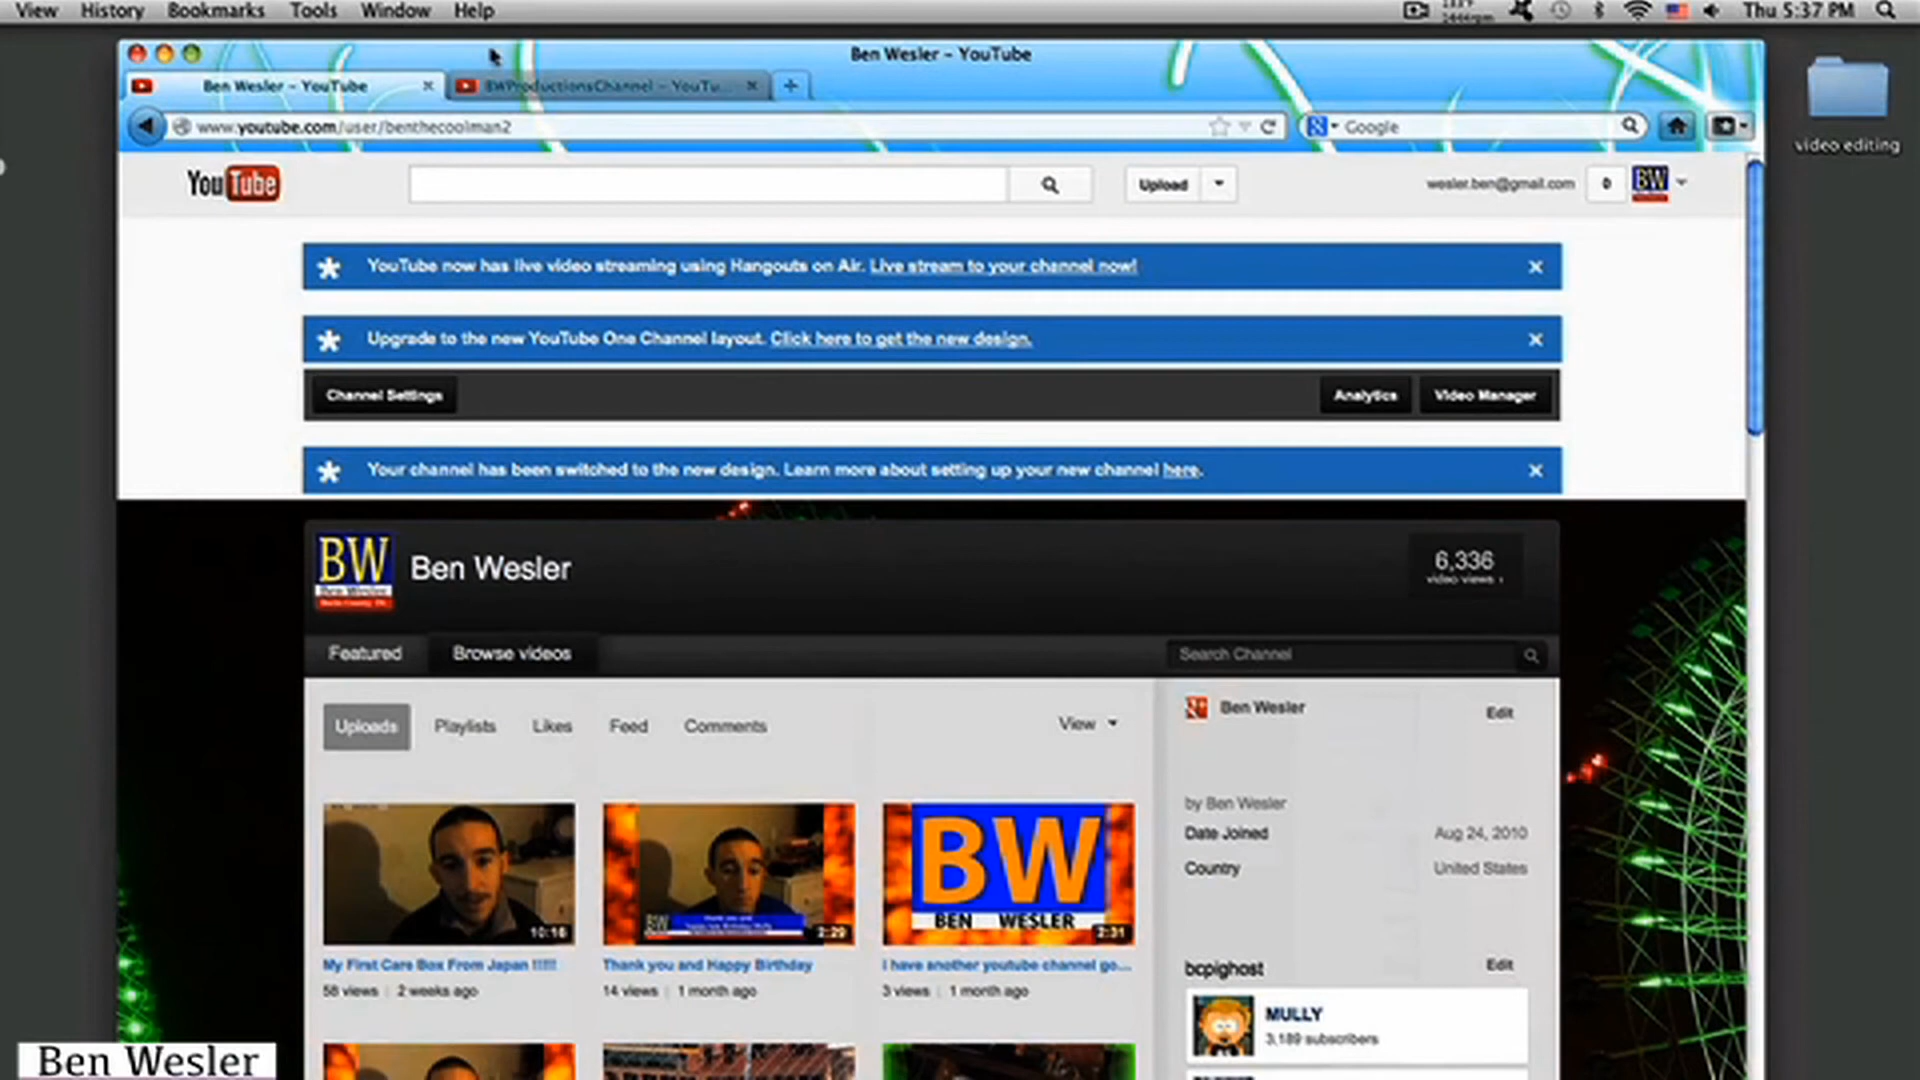 View History Bookmarks Tools Window Help
Thu 5:37 PM
Ben Wesler – YouTube
Ben Wesler – YouTube
BWProductionsChannel – YouTu...
www.youtube.com/user/benthecoolman2
Google
video editing
YouTube
Upload
wesler.ben@gmail.com
0
BW
YouTube now has live video streaming using Hangouts on Air. Live stream to your channel now!
Upgrade to the new YouTube One Channel layout. Click here to get the new design.
Channel Settings
Analytics
Video Manager
Your channel has been switched to the new design. Learn more about setting up your new channel here.
BW
Ben Wesler
6,336
video views
Featured
Browse videos
Search Channel
Uploads
Playlists
Likes
Feed
Comments
View
Ben Wesler
Edit
by Ben Wesler
Date Joined
Aug 24, 2010
Country
United States
10:16
BW
2:29
BW
BEN WESLER
2:31
My First Care Box From Japan !!!!!
Thank you and Happy Birthday
I have another youtube channel go...
58 views
2 weeks ago
14 views
1 month ago
3 views
1 month ago
bcpighost
Edit
MULLY
3,189 subscribers
Ben Wesler